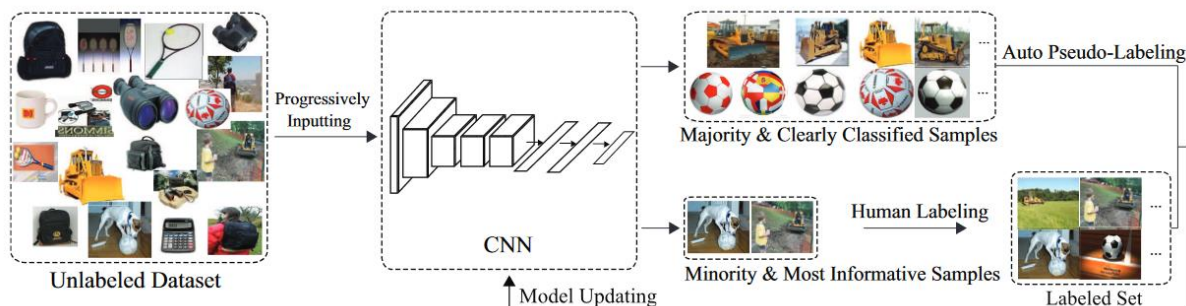 Unlabeled Dataset
Progressively
Inputting
CNN
Model Updating
...
...
Majority & Clearly Classified Samples
Auto Pseudo-Labeling
Minority & Most Informative Samples
Human Labeling
...
...
Labeled Set